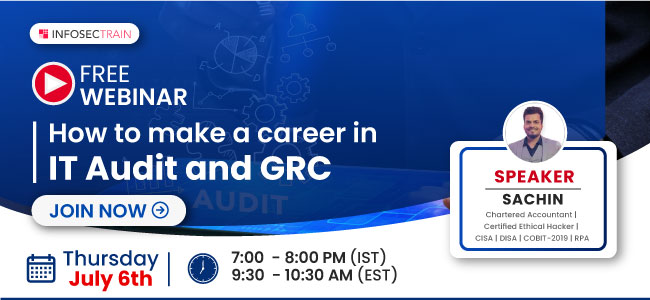 INFOSECTRAIN
FREE
WEBINAR
How to make a career in
IT Audit and GRC
AUDIT
JOIN NOW
SPEAKER
SACHIN
Chartered Accountant |
Certified Ethical Hacker |
CISA | DISA | COBIT-2019 | RPA
Thursday
July 6th
7:00 - 8:00 PM (IST)
9:30 - 10:30 AM (EST)